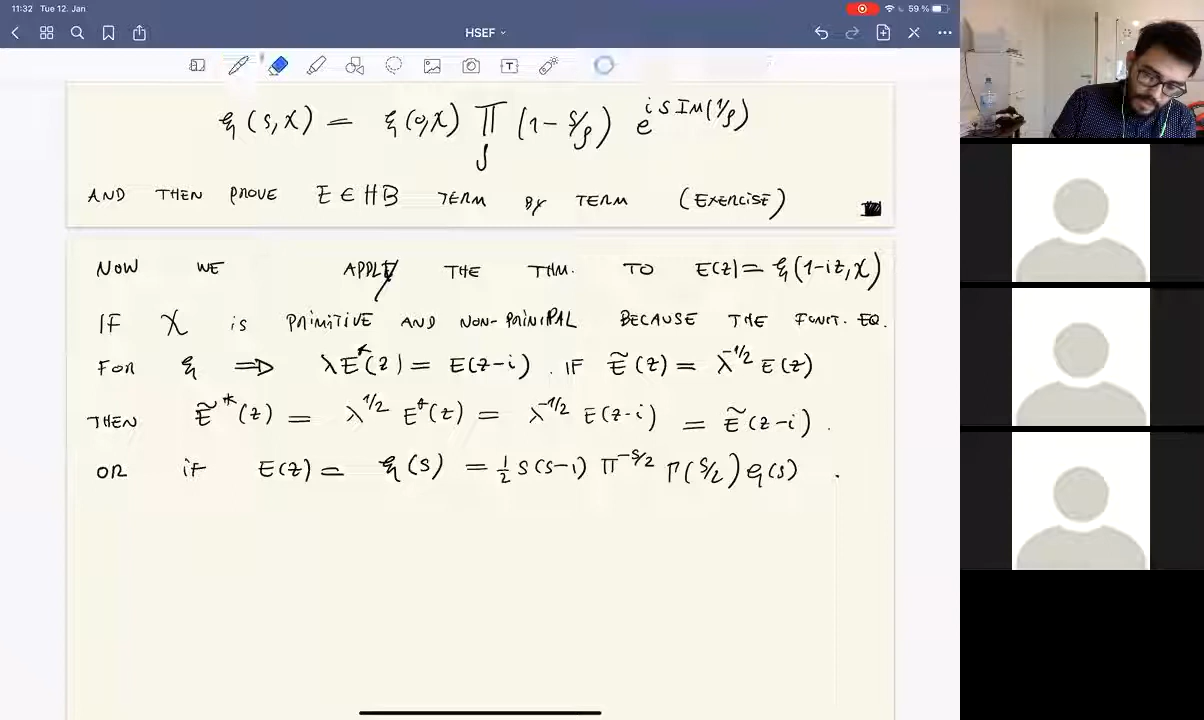 11:32 Tue 12. Jan
59 %
HSEF
ξ(s,χ) = ξ(0,χ) ∏_ρ (1 - s/ρ) e^{i s Im(1/ρ)}
AND THEN PROVE E ∈ HB TERM BY TERM (EXERCISE)
NOW WE APPLY THE THM. TO E(z) = ξ(1-iz, χ)
IF χ IS PRIMITIVE AND NON-PRINIPAL BECAUSE THE FUNCT. EQ.
FOR ξ ⟹ λE*(z) = E(z-i). IF Ẽ(z) = λ^{-1/2} E(z)
THEN Ẽ*(z) = λ^{1/2} E*(z) = λ^{-1/2} E(z-i) = Ẽ(z-i).
OR IF E(z) = ξ(s) = 1/2 s(s-1) π^{-s/2} Γ(s/2) ζ(s).